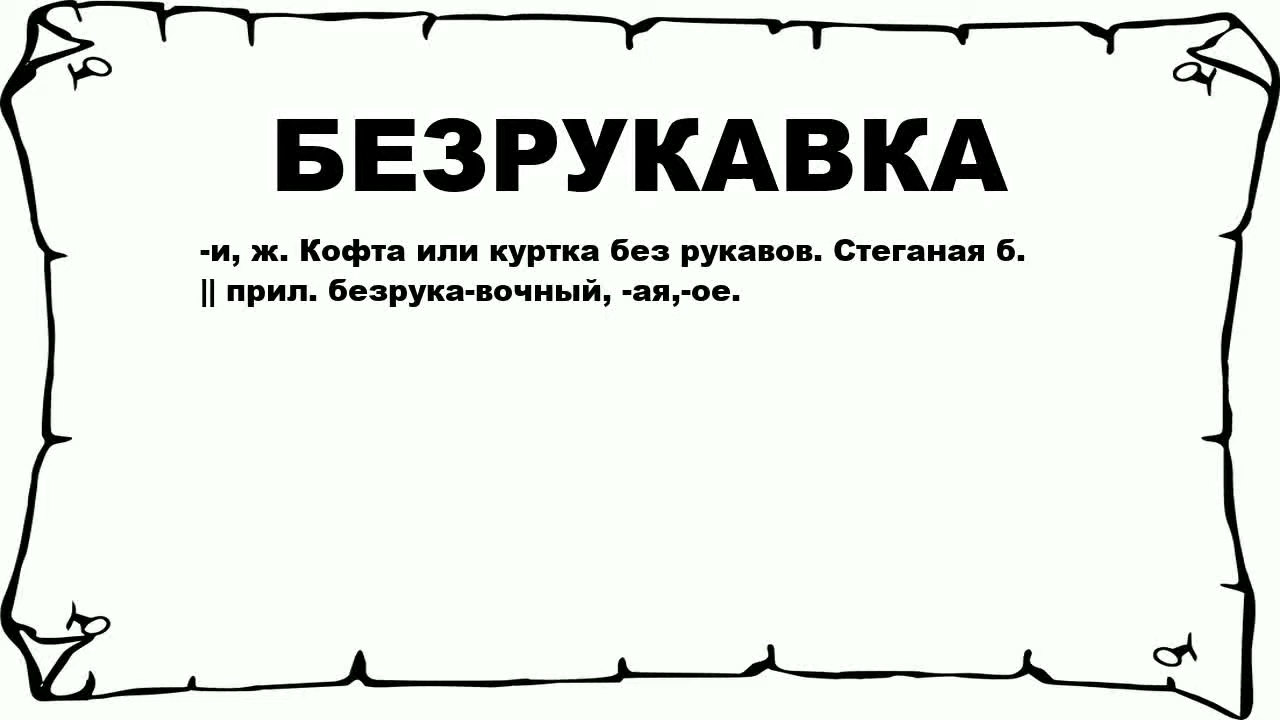 БЕЗРУКАВКА
-и, ж. Кофта или куртка без рукавов. Стеганая б.
|| прил. безрука-вочный, -ая,-ое.